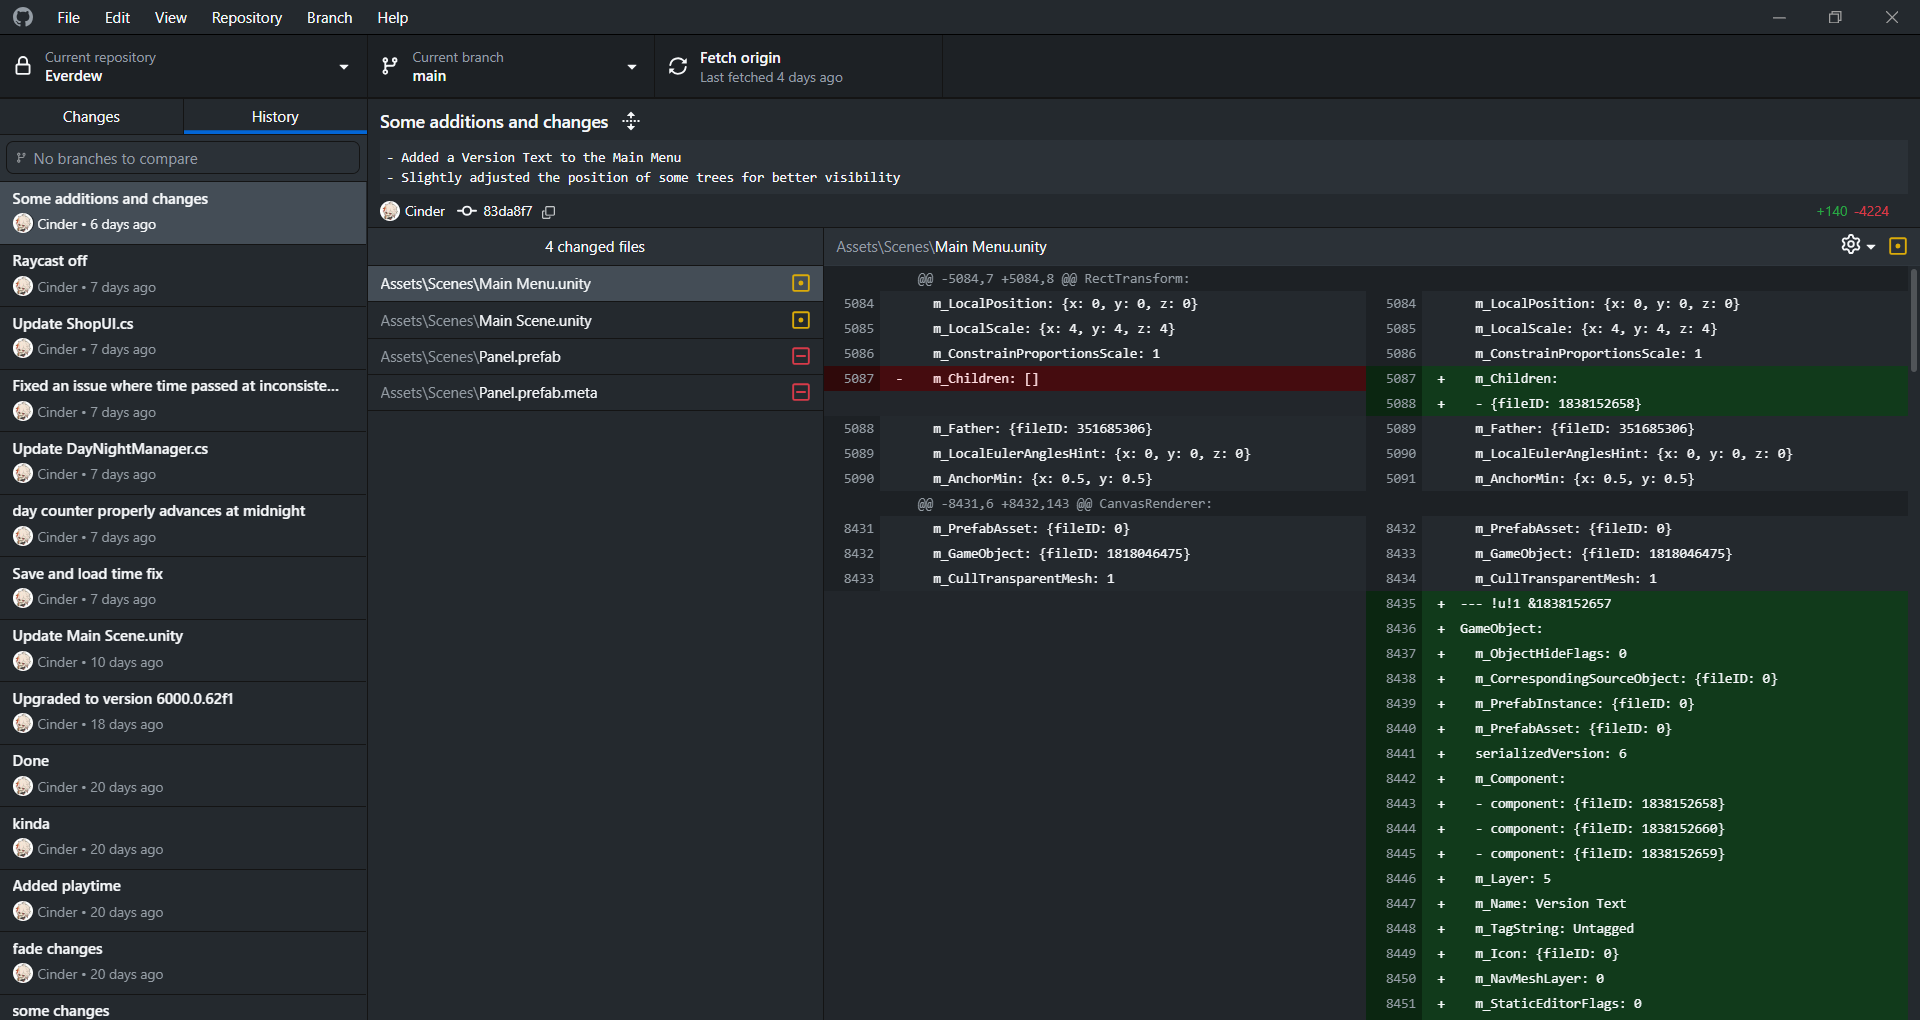 File Edit View Repository Branch Help
Current repository
Everdew
Current branch
main
Fetch origin
Last fetched 4 days ago
Changes
History
No branches to compare
Some additions and changes
Cinder • 6 days ago
Raycast off
Cinder • 7 days ago
Update ShopUI.cs
Cinder • 7 days ago
Fixed an issue where time passed at inconsiste...
Cinder • 7 days ago
Update DayNightManager.cs
Cinder • 7 days ago
day counter properly advances at midnight
Cinder • 7 days ago
Save and load time fix
Cinder • 7 days ago
Update Main Scene.unity
Cinder • 10 days ago
Upgraded to version 6000.0.62f1
Cinder • 18 days ago
Done
Cinder • 20 days ago
kinda
Cinder • 20 days ago
Added playtime
Cinder • 20 days ago
fade changes
Cinder • 20 days ago
some changes
Some additions and changes
- Added a Version Text to the Main Menu
- Slightly adjusted the position of some trees for better visibility
Cinder 83da8f7
+140 -4224
4 changed files
Assets\Scenes\Main Menu.unity
Assets\Scenes\Main Scene.unity
Assets\Scenes\Panel.prefab
Assets\Scenes\Panel.prefab.meta
Assets\Scenes\Main Menu.unity
@@ -5084,7 +5084,8 @@ RectTransform:
5084 m_LocalPosition: {x: 0, y: 0, z: 0} 5084 m_LocalPosition: {x: 0, y: 0, z: 0}
5085 m_LocalScale: {x: 4, y: 4, z: 4} 5085 m_LocalScale: {x: 4, y: 4, z: 4}
5086 m_ConstrainProportionsScale: 1 5086 m_ConstrainProportionsScale: 1
5087 - m_Children: [] 5087 + m_Children:
5088 + - {fileID: 1838152658}
5088 m_Father: {fileID: 351685306} 5089 m_Father: {fileID: 351685306}
5089 m_LocalEulerAnglesHint: {x: 0, y: 0, z: 0} 5090 m_LocalEulerAnglesHint: {x: 0, y: 0, z: 0}
5090 m_AnchorMin: {x: 0.5, y: 0.5} 5091 m_AnchorMin: {x: 0.5, y: 0.5}
@@ -8431,6 +8432,143 @@ CanvasRenderer:
8431 m_PrefabAsset: {fileID: 0} 8432 m_PrefabAsset: {fileID: 0}
8432 m_GameObject: {fileID: 1818046475} 8433 m_GameObject: {fileID: 1818046475}
8433 m_CullTransparentMesh: 1 8434 m_CullTransparentMesh: 1
8435 + --- !u!1 &1838152657
8436 + GameObject:
8437 + m_ObjectHideFlags: 0
8438 + m_CorrespondingSourceObject: {fileID: 0}
8439 + m_PrefabInstance: {fileID: 0}
8440 + m_PrefabAsset: {fileID: 0}
8441 + serializedVersion: 6
8442 + m_Component:
8443 + - component: {fileID: 1838152658}
8444 + - component: {fileID: 1838152660}
8445 + - component: {fileID: 1838152659}
8446 + m_Layer: 5
8447 + m_Name: Version Text
8448 + m_TagString: Untagged
8449 + m_Icon: {fileID: 0}
8450 + m_NavMeshLayer: 0
8451 + m_StaticEditorFlags: 0